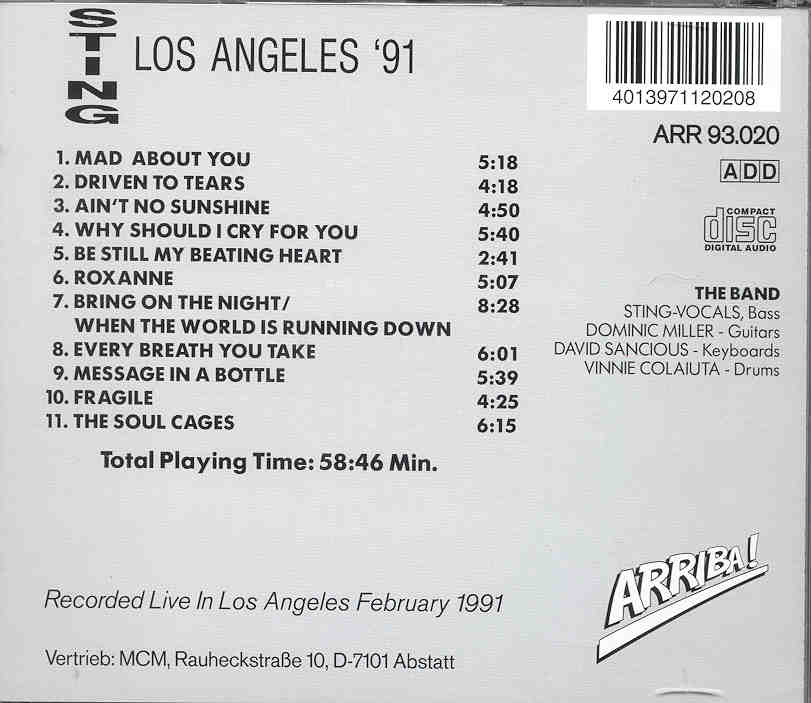 STING
LOS ANGELES '91
4013971120208
ARR 93.020
ADD
COMPACT
disc
DIGITAL AUDIO
1. MAD ABOUT YOU 5:18
2. DRIVEN TO TEARS 4:18
3. AIN'T NO SUNSHINE 4:50
4. WHY SHOULD I CRY FOR YOU 5:40
5. BE STILL MY BEATING HEART 2:41
6. ROXANNE 5:07
7. BRING ON THE NIGHT/ 8:28
WHEN THE WORLD IS RUNNING DOWN
8. EVERY BREATH YOU TAKE 6:01
9. MESSAGE IN A BOTTLE 5:39
10. FRAGILE 4:25
11. THE SOUL CAGES 6:15
Total Playing Time: 58:46 Min.
THE BAND
STING-VOCALS, Bass
DOMINIC MILLER - Guitars
DAVID SANCIOUS - Keyboards
VINNIE COLAIUTA - Drums
ARRIBA!
Recorded Live In Los Angeles February 1991
Vertrieb: MCM, Rauheckstraße 10, D-7101 Abstatt